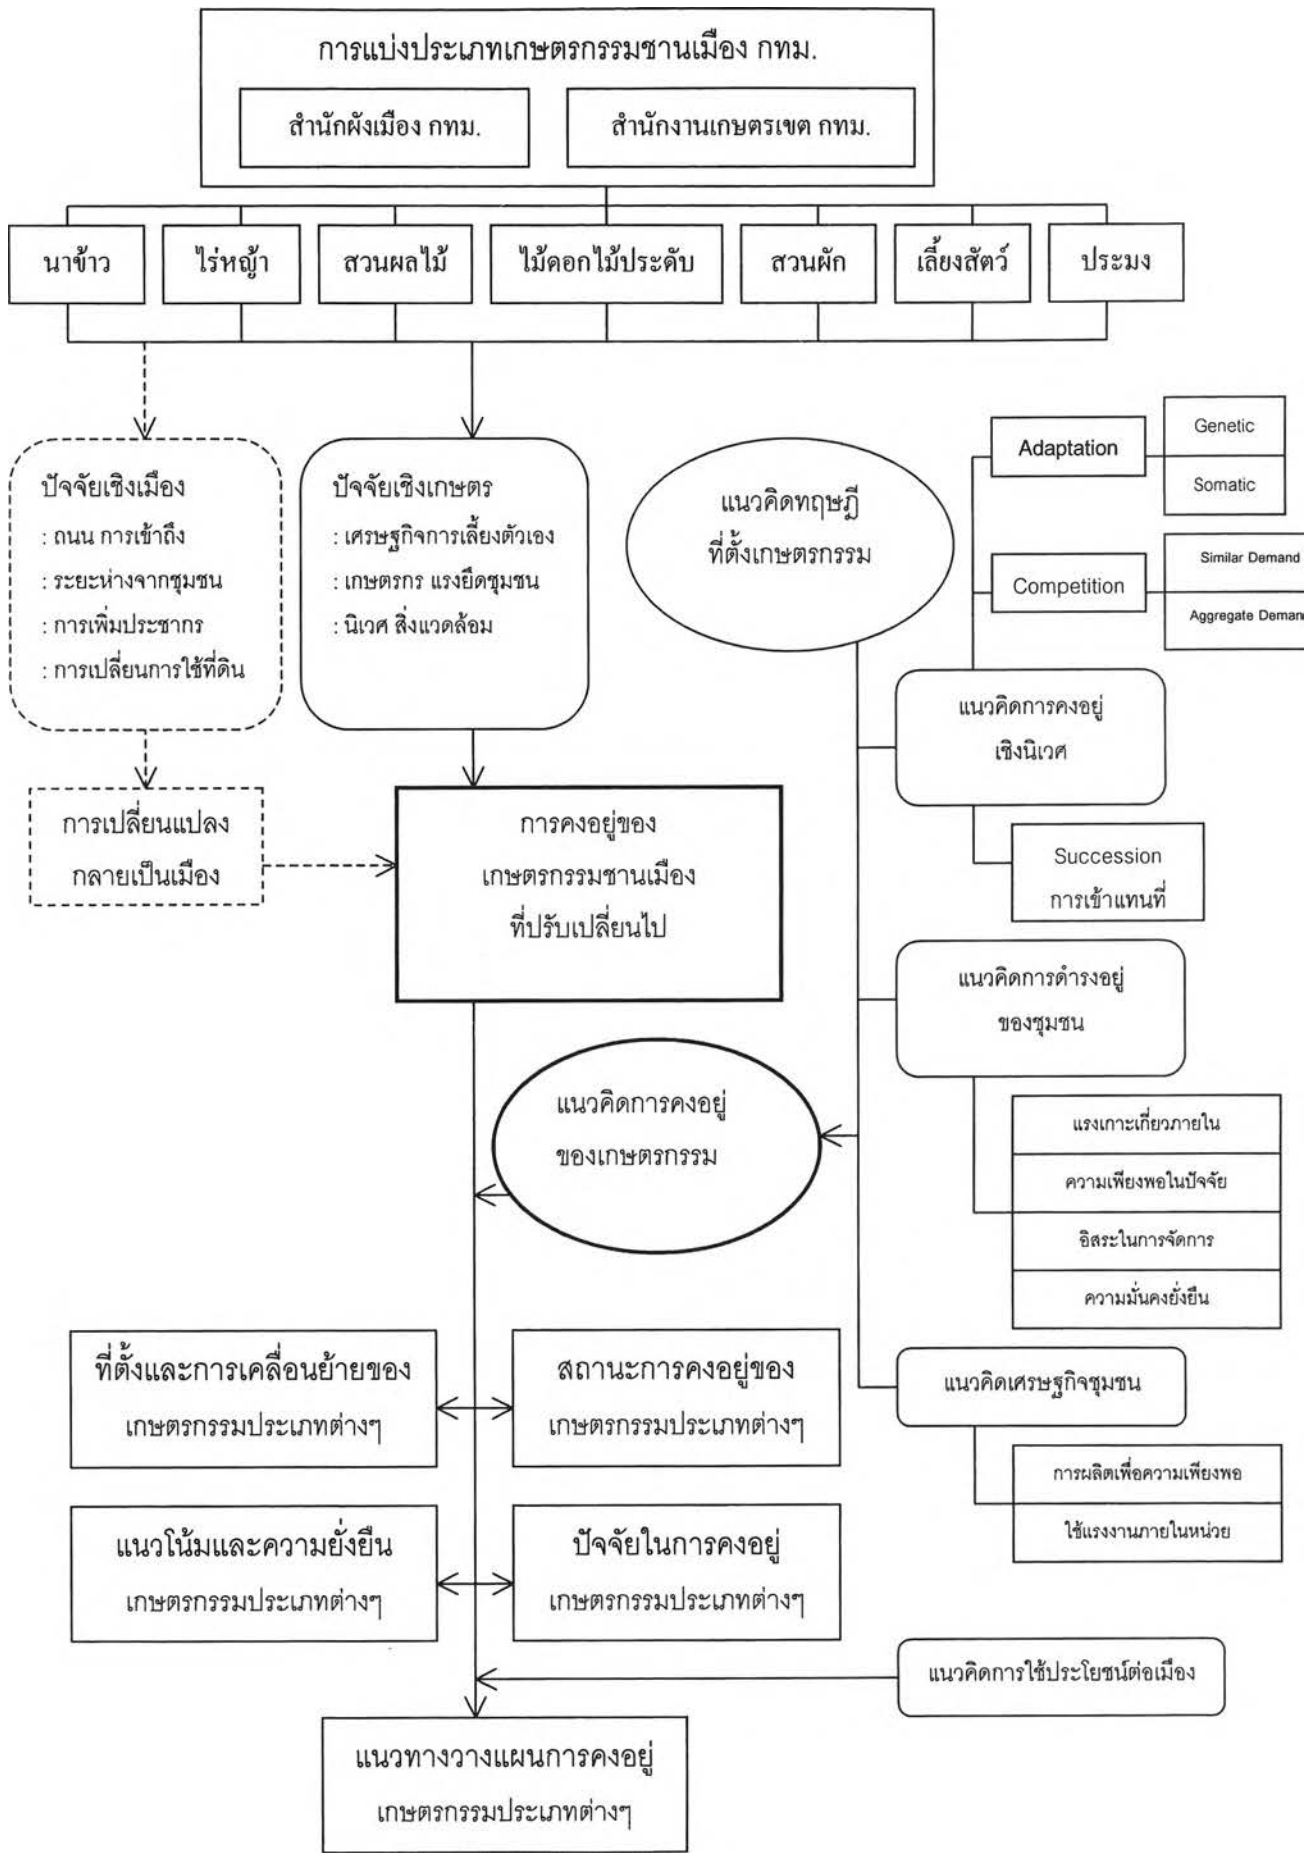 การแบ่งประเภทเกษตรกรรมชานเมือง กทม.
สำนักผังเมือง กทม.
สำนักงานเกษตรเขต กทม.
นาข้าว
ไร่หญ้า
สวนผลไม้
ไม้ดอกไม้ประดับ
สวนผัก
เลี้ยงสัตว์
ประมง
ปัจจัยเชิงเมือง
: ถนน การเข้าถึง
: ระยะห่างจากชุมชน
: การเพิ่มประชากร
: การเปลี่ยนการใช้ที่ดิน
ปัจจัยเชิงเกษตร
: เศรษฐกิจการเลี้ยงตัวเอง
: เกษตรกร แรงยึดชุมชน
: นิเวศ สิ่งแวดล้อม
แนวคิดทฤษฎี
ที่ตั้งเกษตรกรรม
Adaptation
Genetic
Somatic
Competition
Similar Demand
Aggregate Deman
แนวคิดการคงอยู่
เชิงนิเวศ
Succession
การเข้าแทนที่
การเปลี่ยนแปลง
กลายเป็นเมือง
การคงอยู่ของ
เกษตรกรรมชานเมือง
ที่ปรับเปลี่ยนไป
แนวคิดการดำรงอยู่
ของชุมชน
แรงเกาะเกี่ยวภายใน
ความเพียงพอในปัจจัย
อิสระในการจัดการ
ความมั่นคงยั่งยืน
แนวคิดการคงอยู่
ของเกษตรกรรม
ที่ตั้งและการเคลื่อนย้ายของ
เกษตรกรรมประเภทต่างๆ
สถานะการคงอยู่ของ
เกษตรกรรมประเภทต่างๆ
แนวคิดเศรษฐกิจชุมชน
การผลิตเพื่อความเพียงพอ
ใช้แรงงานภายในหน่วย
แนวโน้มและความยั่งยืน
เกษตรกรรมประเภทต่างๆ
ปัจจัยในการคงอยู่
เกษตรกรรมประเภทต่างๆ
แนวคิดการใช้ประโยชน์ต่อเมือง
แนวทางวางแผนการคงอยู่
เกษตรกรรมประเภทต่างๆ